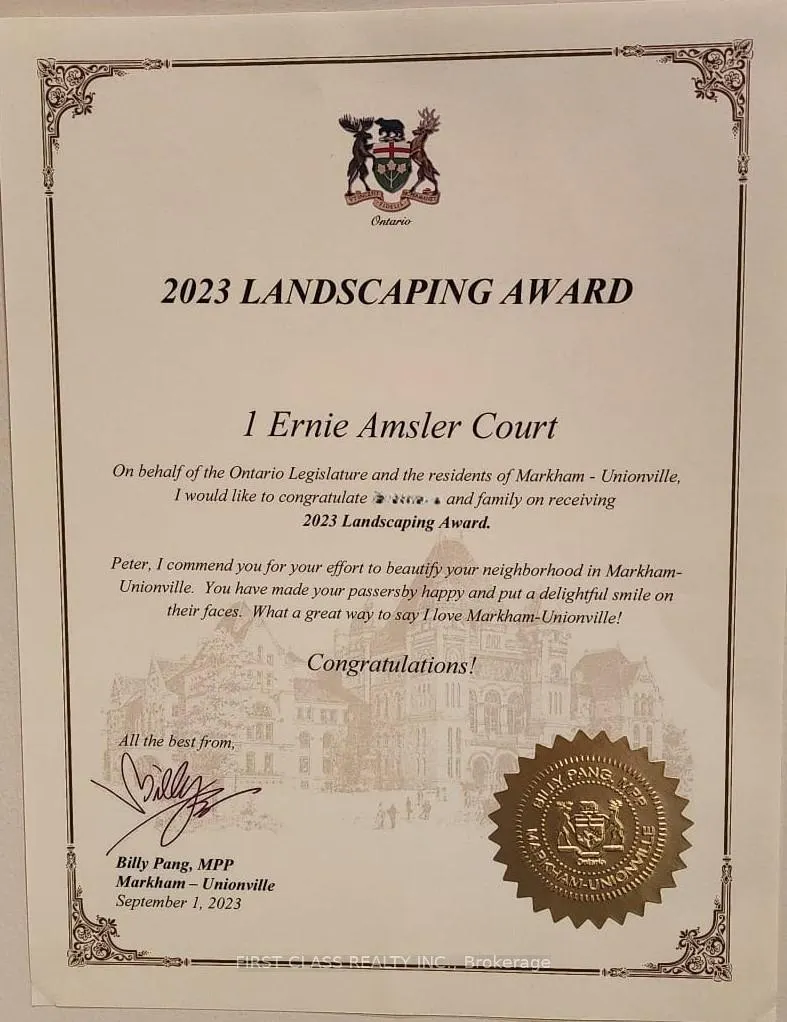 Ontario
2023 LANDSCAPING AWARD
1 Ernie Amsler Court
On behalf of the Ontario Legislature and the residents of Markham - Unionville,
I would like to congratulate and family on receiving
2023 Landscaping Award.
Peter, I commend you for your effort to beautify your neighborhood in Markham-
Unionville. You have made your passersby happy and put a delightful smile on
their faces. What a great way to say I love Markham-Unionville!
Congratulations!
All the best from,
Billy
Billy Pang, MPP
Markham – Unionville
September 1, 2023
BILLY PANG, MPP
Ontario
MARKHAM-UNIONVILLE
FIRST CLASS REALTY INC., Brokerage